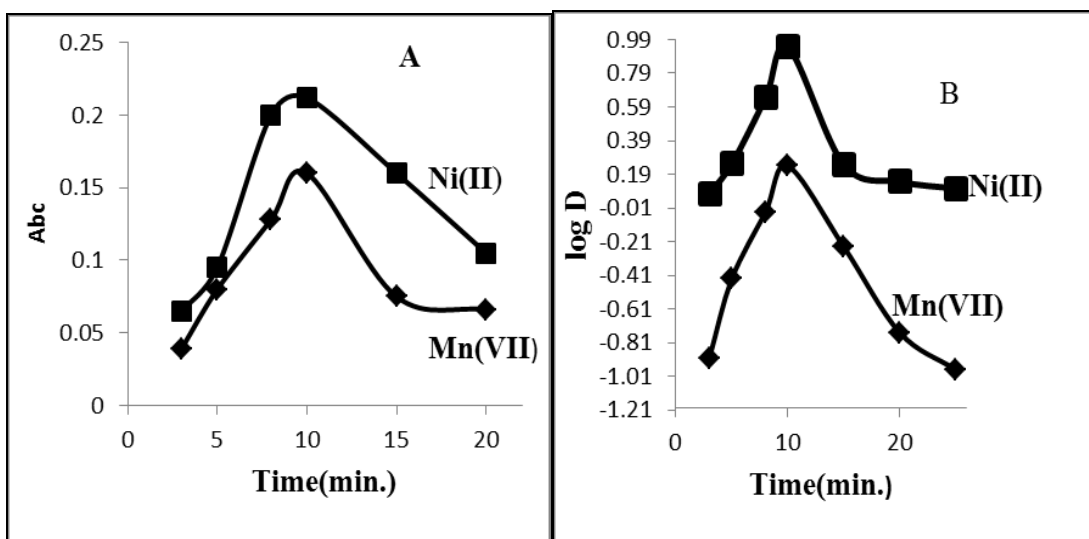 A
Abc
0.25
0.2
0.15
0.1
0.05
0
0
5
10
15
20
Ni(II)
Mn(VII)
Time(min.)
B
log D
0.99
0.79
0.59
0.39
0.19
-0.01
-0.21
-0.41
-0.61
-0.81
-1.01
-1.21
0
10
20
Ni(II)
Mn(VII)
Time(min.)